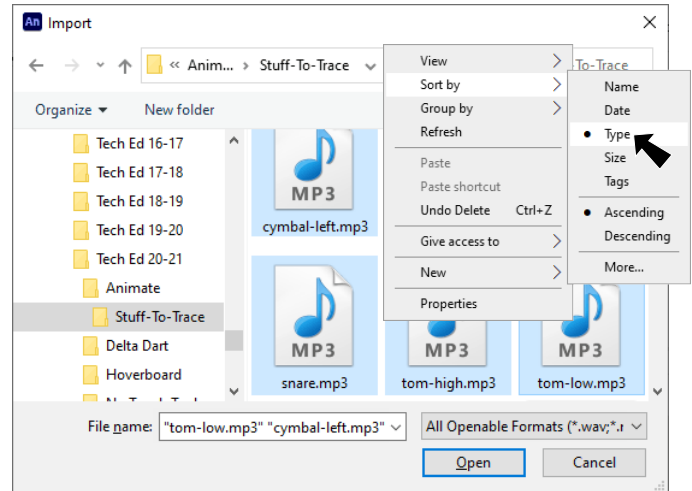 An Import
« Anim... > Stuff-To-Trace
To-Trace
Organize New folder
Tech Ed 16-17
Tech Ed 17-18
Tech Ed 18-19
Tech Ed 19-20
Tech Ed 20-21
Animate
Stuff-To-Trace
Delta Dart
Hoverboard
MP3
cymbal-left.mp3
MP3
snare.mp3
MP3
tom-high.mp3
MP3
tom-low.mp3
View
Sort by
Group by
Refresh
Paste
Paste shortcut
Undo Delete Ctrl+Z
Give access to
New
Properties
Name
Date
Type
Size
Tags
Ascending
Descending
More...
File name: "tom-low.mp3" "cymbal-left.mp3"
All Openable Formats (*.wav;*.r
Open Cancel